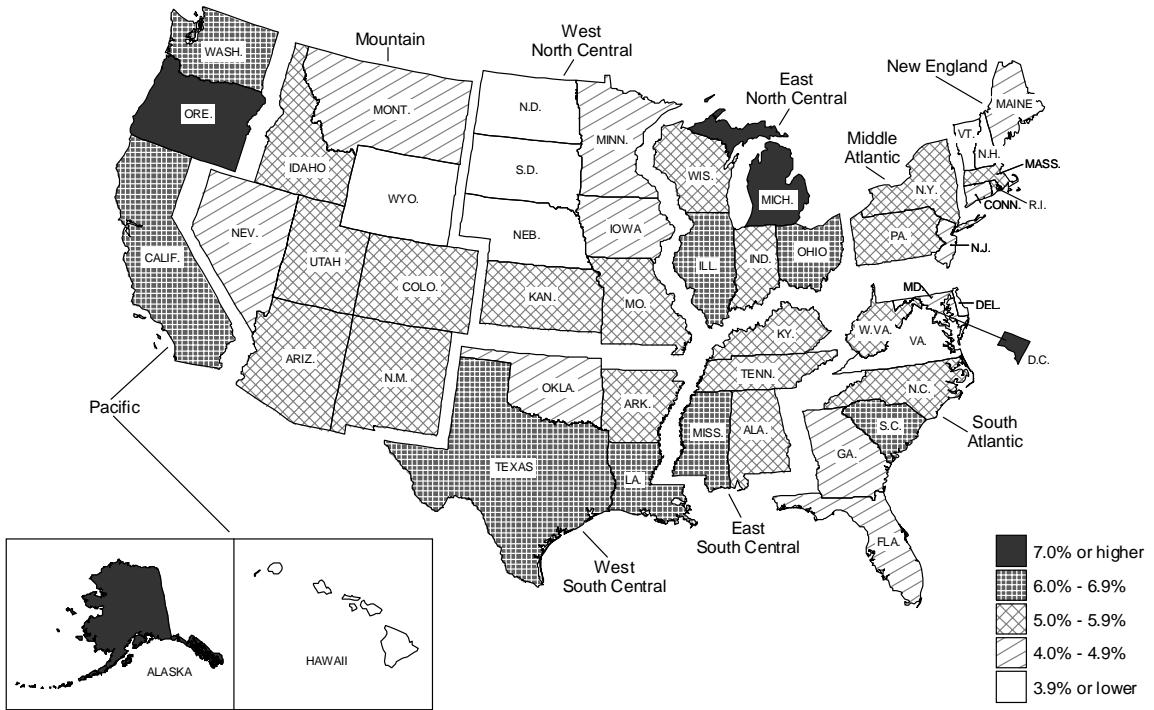 West
North Central
Mountain
East
North Central
New England
Middle
Atlantic
WASH.
ORE.
MONT.
IDAHO
WYO.
N.D.
S.D.
NEB.
MINN.
IOWA
WIS.
MICH.
MAINE
VT.
N.H.
MASS.
R.I.
CONN.
N.Y.
PA.
N.J.
NEV.
CALIF.
UTAH
COLO.
KAN.
MO.
ILL.
IND.
OHIO
MD.
DEL.
D.C.
W.VA.
VA.
KY.
TENN.
N.C.
S.C.
ARIZ.
N.M.
OKLA.
ARK.
MISS.
ALA.
GA.
TEXAS
LA.
FLA.
Pacific
South
Atlantic
East
South Central
West
South Central
ALASKA
HAWAII
7.0% or higher
6.0% - 6.9%
5.0% - 5.9%
4.0% - 4.9%
3.9% or lower